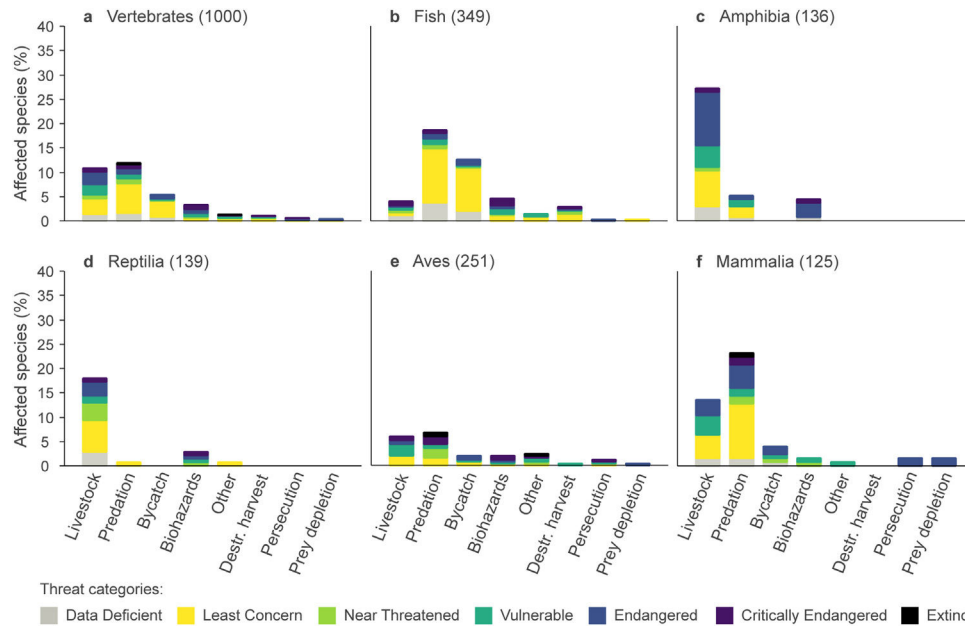 a Vertebrates (1000)
b Fish (349)
c Amphibia (136)
Affected species (%)
40
35
30
25
20
15
10
5
0
d Reptilia (139)
e Aves (251)
f Mammalia (125)
Affected species (%)
40
35
30
25
20
15
10
5
0
Livestock
Predation
Bycatch
Biohazards
Other
Destr. harvest
Persecution
Prey depletion
Livestock
Predation
Bycatch
Biohazards
Other
Destr. harvest
Persecution
Prey depletion
Livestock
Predation
Bycatch
Biohazards
Other
Destr. harvest
Persecution
Prey depletion
Threat categories:
Data Deficient
Least Concern
Near Threatened
Vulnerable
Endangered
Critically Endangered
Extinc